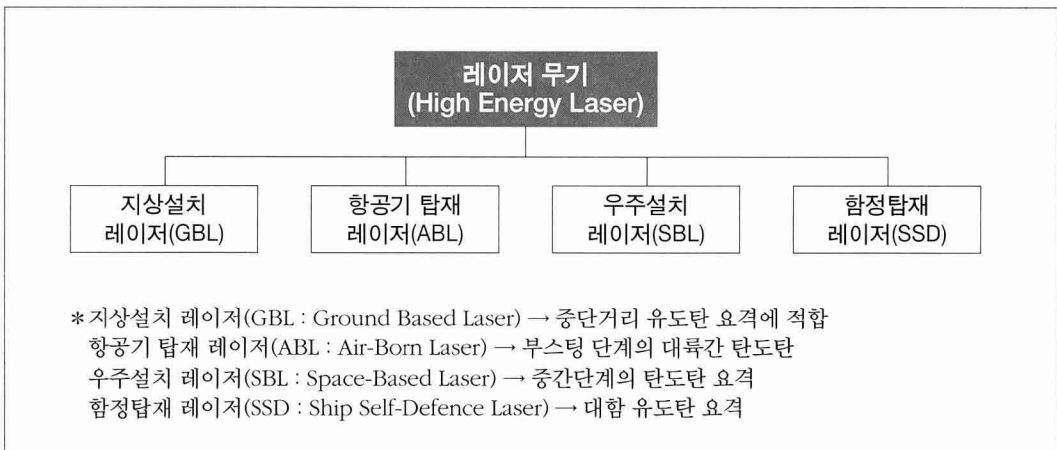 레이저 무기
(High Energy Laser)
지상설치
레이저(GBL)
항공기 탑재
레이저(ABL)
우주설치
레이저(SBL)
함정탑재
레이저(SSD)
*지상설치 레이저(GBL : Ground Based Laser) → 중단거리 유도탄 요격에 적합
항공기 탑재 레이저(ABL : Air-Born Laser) → 부스팅 단계의 대륙간 탄도탄
우주설치 레이저(SBL : Space-Based Laser) → 중간단계의 탄도탄 요격
함정탑재 레이저(SSD : Ship Self-Defence Laser) → 대함 유도탄 요격